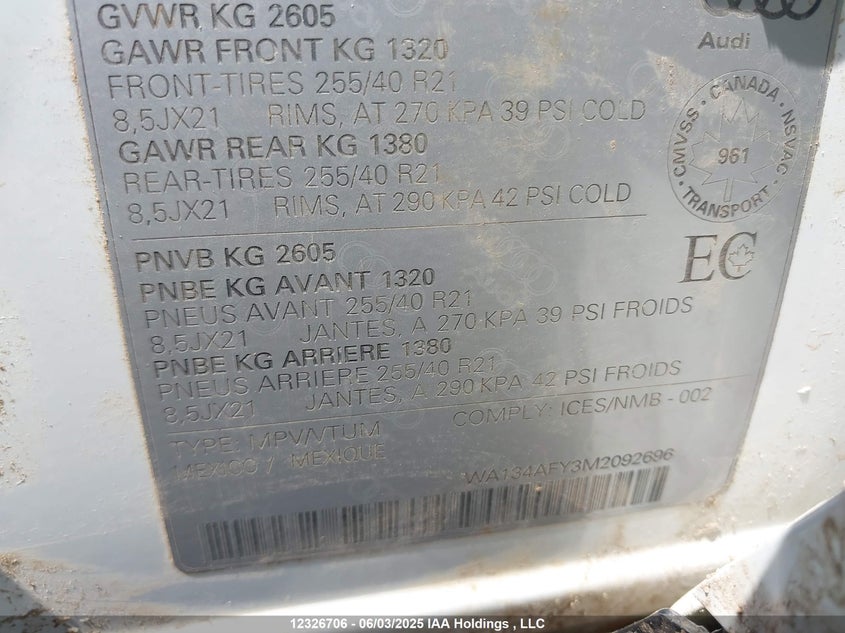 GVWR KG 2605
GAWR FRONT KG 1320
FRONT-TIRES 255/40 R21
8,5JX21 RIMS, AT 270 KPA 39 PSI COLD
GAWR REAR KG 1380
REAR-TIRES 255/40 R21
8,5JX21 RIMS, AT 290 KPA 42 PSI COLD
Audi
CMVSS · CANADA · NSVAC · TRANSPORT ·
961
PNVB KG 2605
PNBE KG AVANT 1320
PNEUS AVANT 255/40 R21
8,5JX21 JANTES, A 270 KPA 39 PSI FROIDS
PNBE KG ARRIERE 1380
PNEUS ARRIERE 255/40 R21
8,5JX21 JANTES, A 290 KPA 42 PSI FROIDS
EC
TYPE: MPV/VTUM COMPLY: ICES/NMB - 002
MEXICO / MEXIQUE
WA134AFY3M2092696
12326706 - 06/03/2025 IAA Holdings , LLC